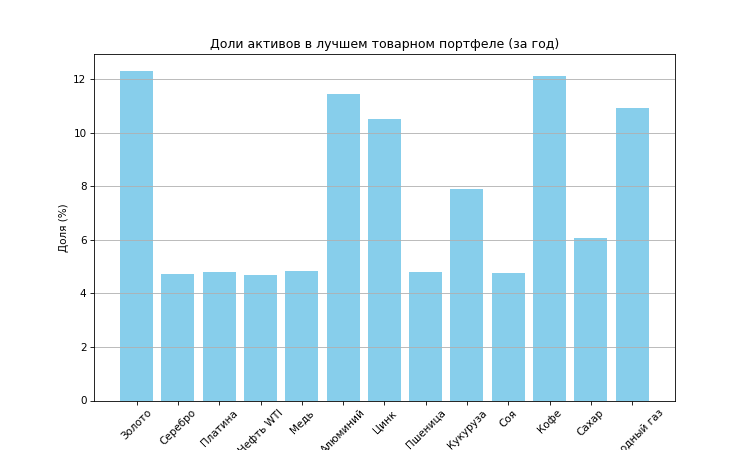 Доли активов в лучшем товарном портфеле (за год)
Доля (%)
12
10
8
6
4
2
0
Золото
Серебро
Платина
Нефть WTI
Медь
Алюминий
Цинк
Пшеница
Кукуруза
Соя
Кофе
Сахар
газ